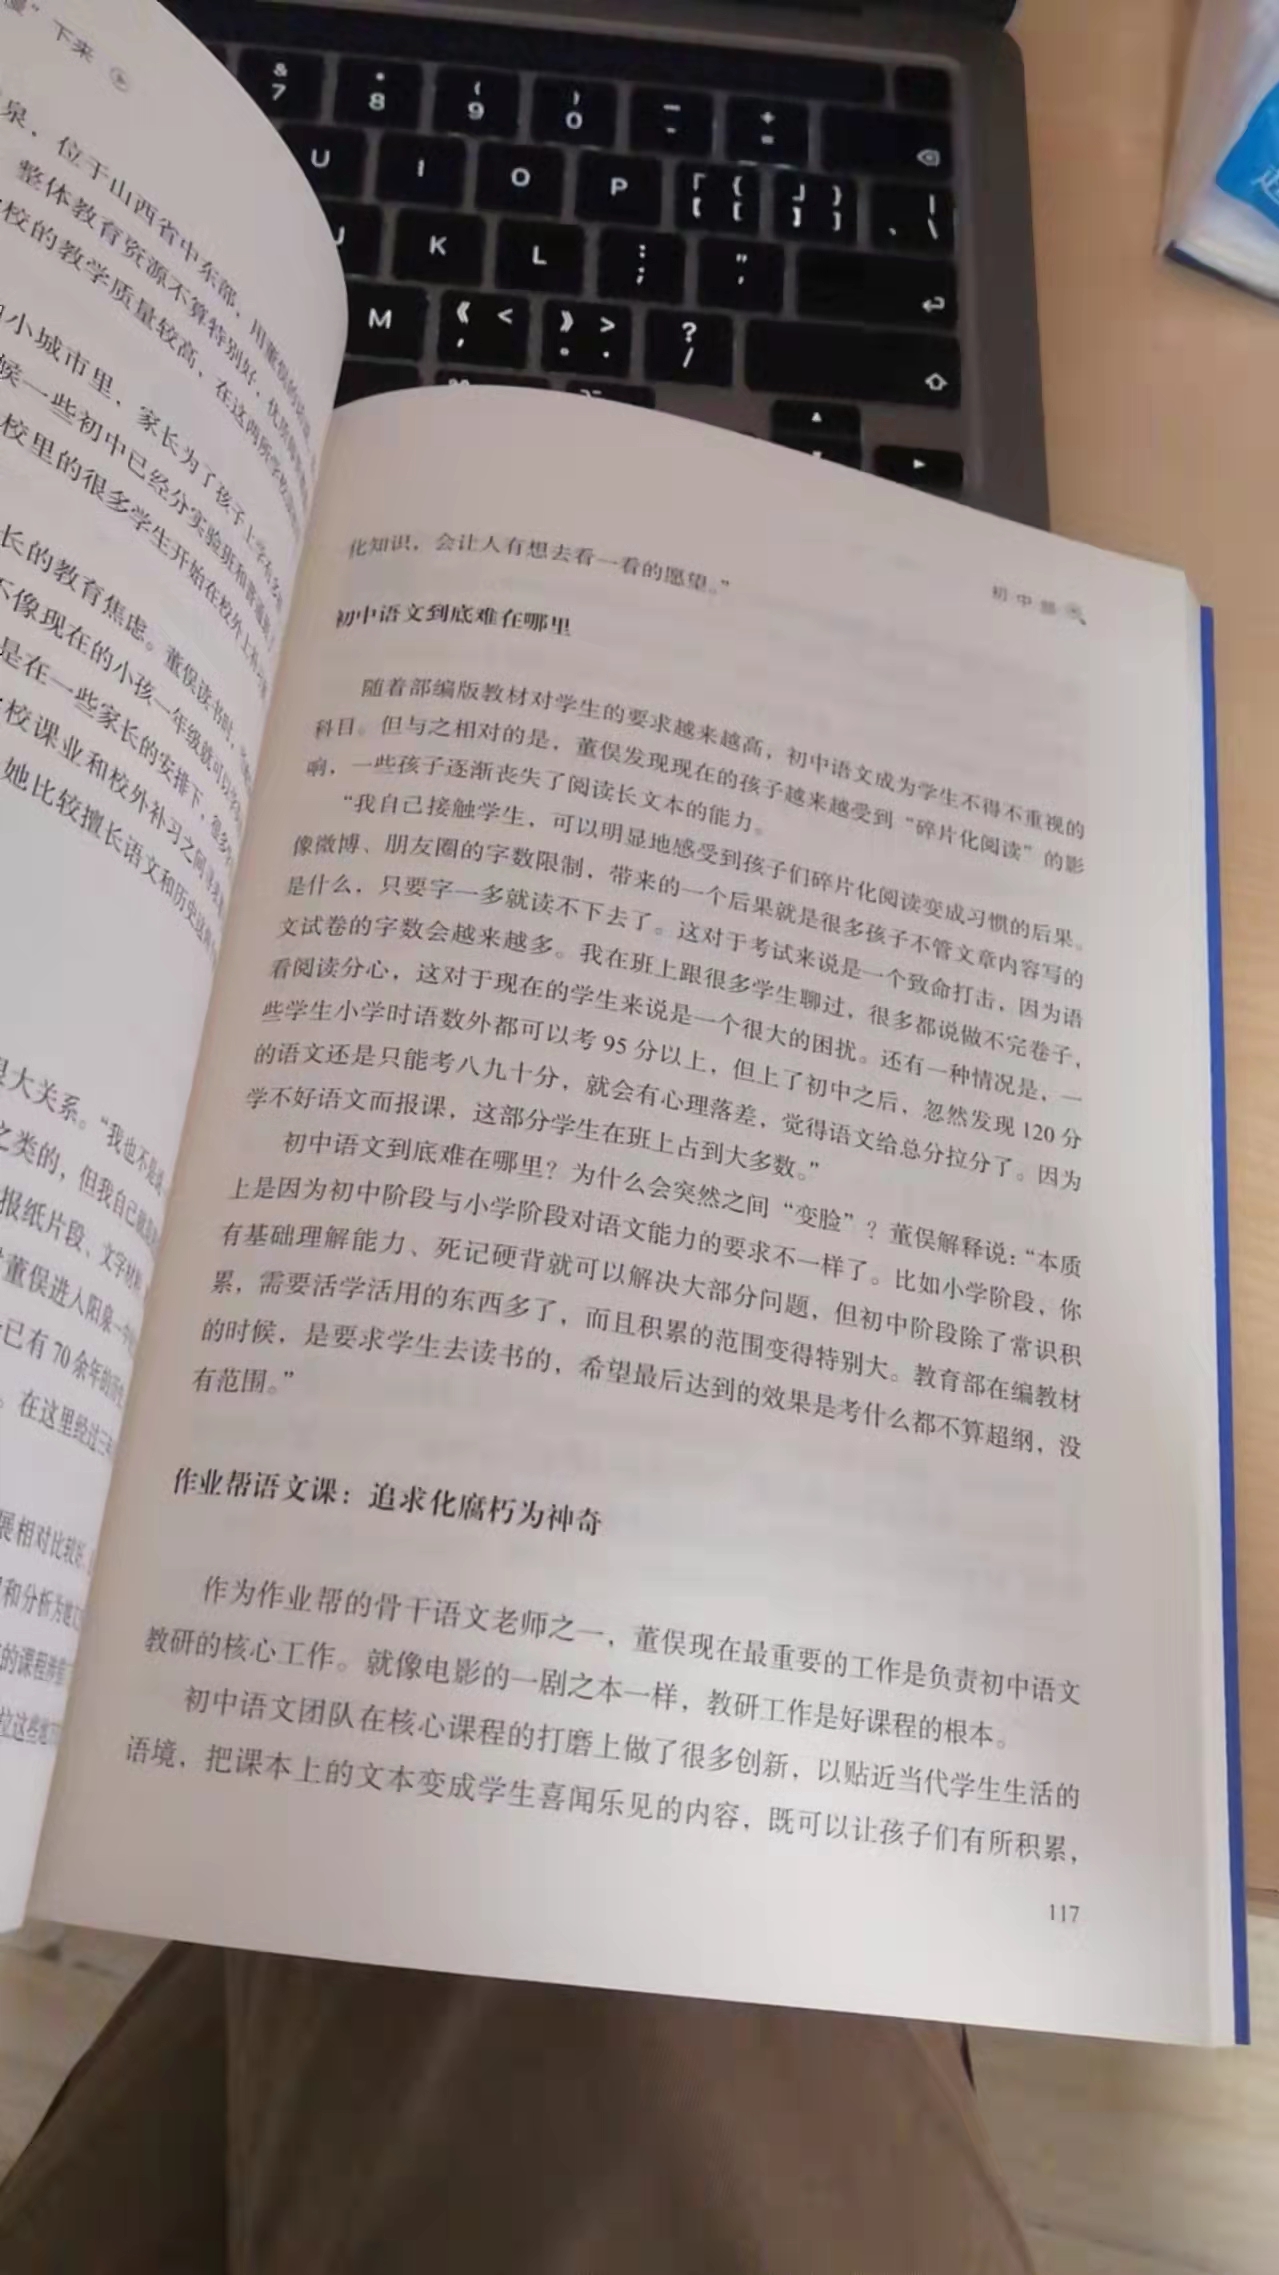 下来
泉，位于山西省中东部，用董俣的话说
整体教育资源不算特别好，优质
校的教学质量较高，在这两所学校
小城市里，家长为了孩子上学有名
候一些初中已经分实验班和普通班
校里的很多学生开始在校外上
长的教育焦虑。董俣读书时，
不像现在的小孩一年级就可以
是在一些家长的安排下，很多
校课业和校外补习之间
她比较擅长语文和历史这
很大关系。“我也不是
之类的，但我自己
报纸片段、文字材料
董俣进入阳泉一中
已有70余年的历史
。在这里经过三
展相对比较好，
和分析为
的课程
拉这些
化知识，会让人有想去看一看的愿望。”
初中
初中语文到底难在哪里
随着部编版教材对学生的要求越来越高，初中语文成为学生不得不重视的
科目。但与之相对的是，董俣发现现在的孩子越来越受到“碎片化阅读”的影
响，一些孩子逐渐丧失了阅读长文本的能力。
“我自己接触学生，可以明显地感受到孩子们碎片化阅读变成习惯的后果。
像微博、朋友圈的字数限制，带来的一个后果就是很多孩子不管文章内容写的
是什么，只要字一多就读不下去了。这对于考试来说是一个致命打击，因为语
文试卷的字数会越来越多。我在班上跟很多学生聊过，很多都说做不完卷子，
看阅读分心，这对于现在的学生来说是一个很大的困扰。还有一种情况是，一
些学生小学时语数外都可以考95分以上，但上了初中之后，忽然发现120分
的语文还是只能考八九十分，就会有心理落差，觉得语文给总分拉分了。因为
学不好语文而报课，这部分学生在班上占到大多数。”
初中语文到底难在哪里？为什么会突然之间“变脸”？董俣解释说：“本质
上是因为初中阶段与小学阶段对语文能力的要求不一样了。比如小学阶段，你
有基础理解能力、死记硬背就可以解决大部分问题，但初中阶段除了常识积
累，需要活学活用的东西多了，而且积累的范围变得特别大。教育部在编教材
的时候，是要求学生去读书的，希望最后达到的效果是考什么都不算超纲，没
有范围。”
作业帮语文课：追求化腐朽为神奇
作为作业帮的骨干语文老师之一，董俣现在最重要的工作是负责初中语文
教研的核心工作。就像电影的一剧之本一样，教研工作是好课程的根本。
初中语文团队在核心课程的打磨上做了很多创新，以贴近当代学生生活的
语境，把课本上的文本变成学生喜闻乐见的内容，既可以让孩子们有所积累，
117
& 7 * 8 ( 9 ) 0 — - + =
U I O P 「 { [ 」 } ] | 、 \
J K L : ; " '
M 《 < , 》 > 。 . ? /